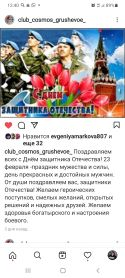 12:40
club_cosmos_grushevoe_
С ДНЁМ
ЗАЩИТНИКА ОТЕЧЕСТВА!
Нравится evgeniyamarkova807 и
еще 32
club_cosmos_grushevoe_ Поздравляем
всех с Днём защитника Отечества! 23
февраля -праздник мужества и силы,
день прекрасных и достойных мужчин.
От души поздравляем вас, защитники
Отечества! Желаем героических
поступков, смелых желаний, открытых
решений и надежных друзей. Желаем
здоровья богатырского и настроения
боевого.